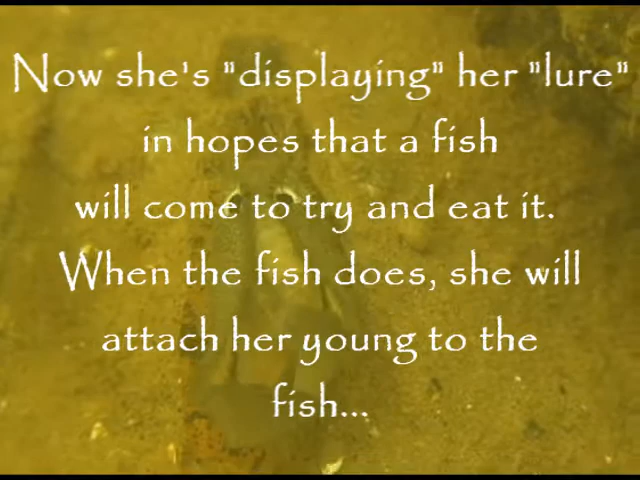 Now she's "displaying" her "lure"
in hopes that a fish
will come to try and eat it.
When the fish does, she will
attach her young to the
fish...